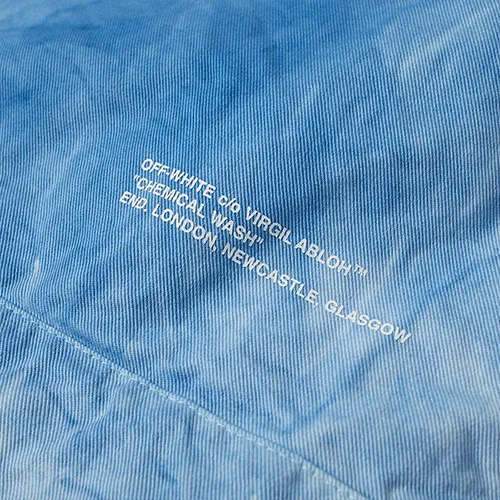 OFF-WHITE c/o VIRGIL ABLOH™
"CHEMICAL WASH"
END. LONDON, NEWCASTLE, GLASGOW